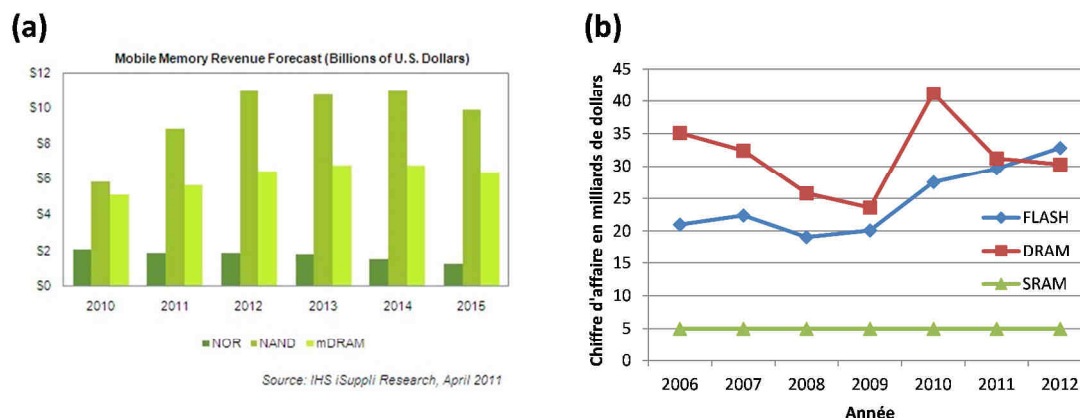 (a)
Mobile Memory Revenue Forecast (Billions of U.S. Dollars)
$12
$10
$8
$6
$4
$2
$0
2010 2011 2012 2013 2014 2015
NOR NAND mDRAM
Source: IHS iSuppli Research, April 2011
(b)
Chiffre d'affaire en milliards de dollars
45
40
35
30
25
20
15
10
5
0
FLASH
DRAM
SRAM
2006 2007 2008 2009 2010 2011 2012
Année